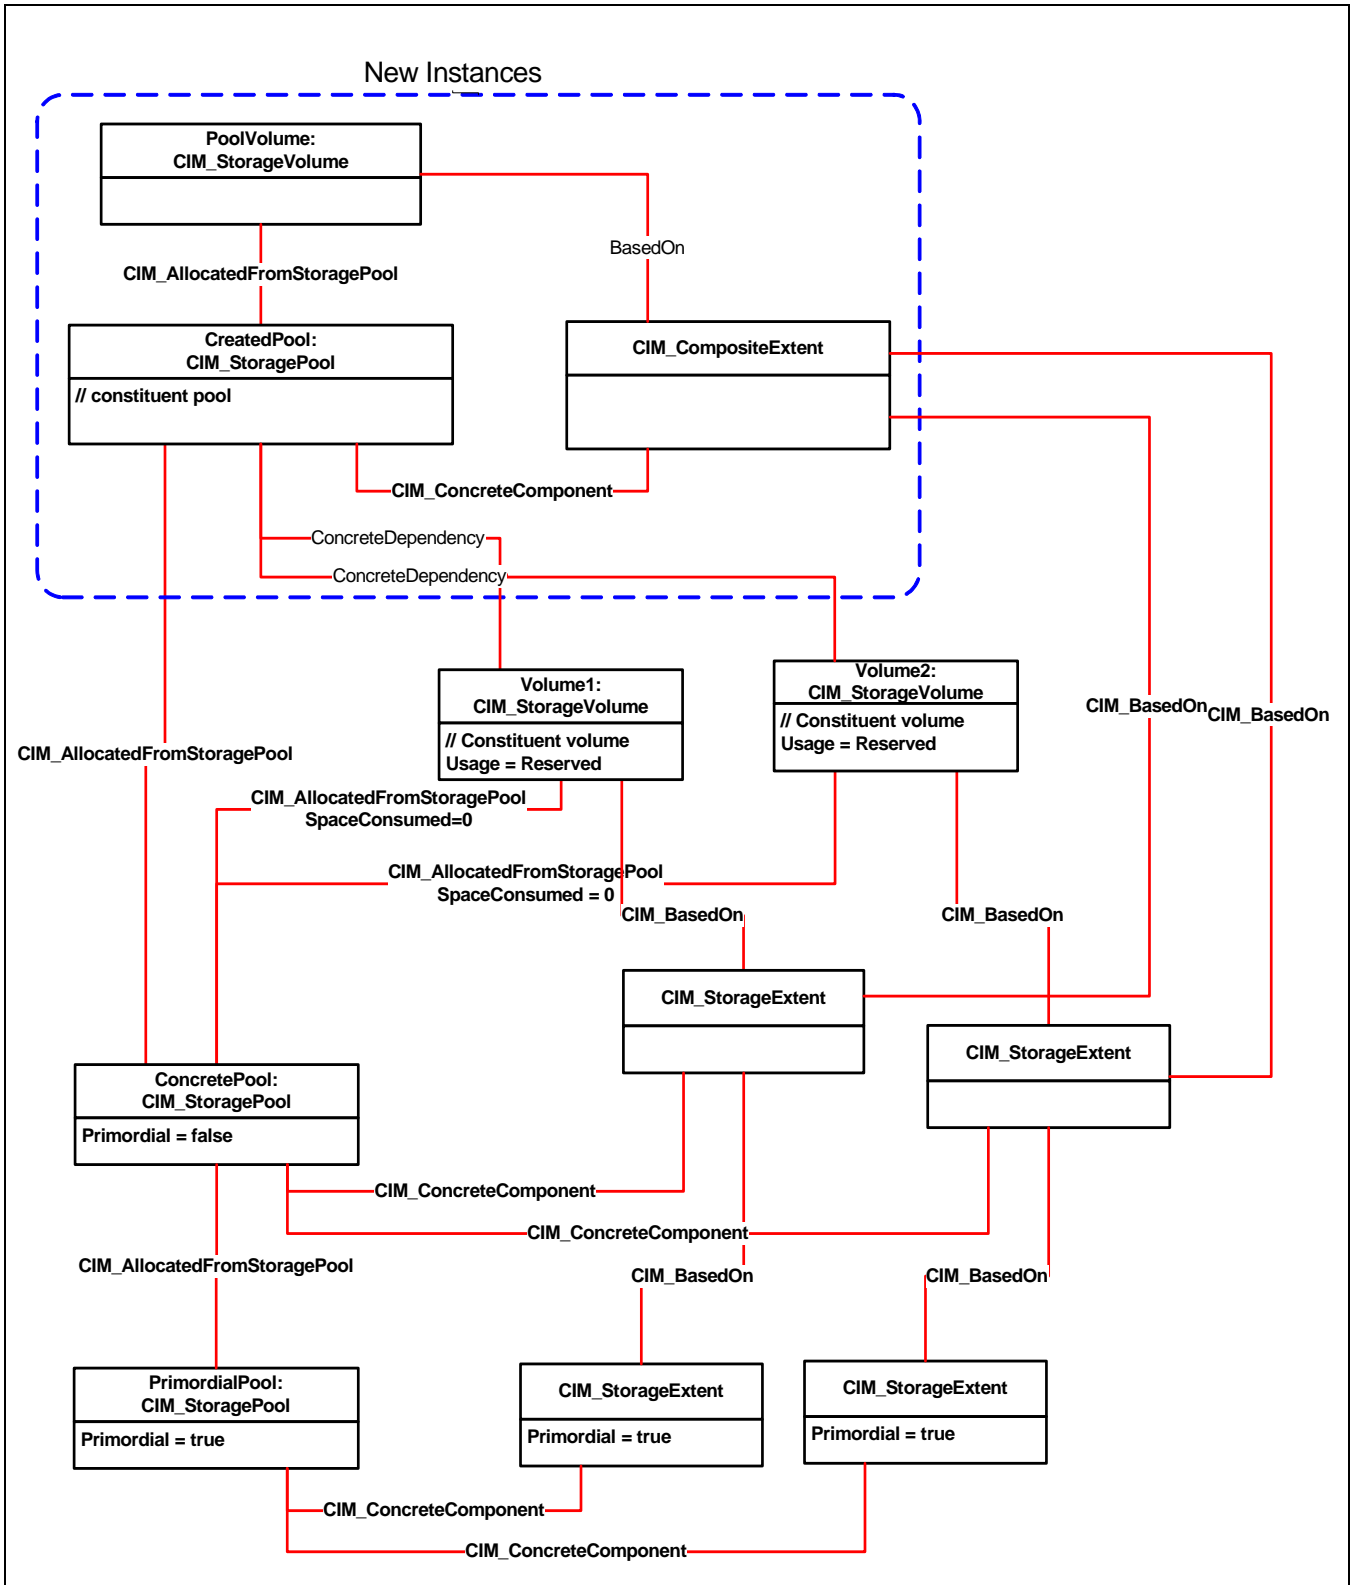 New Instances
PoolVolume:
CIM_StorageVolume
BasedOn
CIM_AllocatedFromStoragePool
CreatedPool:
CIM_StoragePool
// constituent pool
CIM_CompositeExtent
CIM_ConcreteComponent
ConcreteDependency
ConcreteDependency
Volume1:
CIM_StorageVolume
// Constituent volume
Usage = Reserved
Volume2:
CIM_StorageVolume
// Constituent volume
Usage = Reserved
CIM_BasedOn
CIM_BasedOn
CIM_AllocatedFromStoragePool
CIM_AllocatedFromStoragePool
SpaceConsumed=0
CIM_AllocatedFromStoragePool
SpaceConsumed = 0
CIM_BasedOn
CIM_BasedOn
CIM_StorageExtent
CIM_StorageExtent
ConcretePool:
CIM_StoragePool
Primordial = false
CIM_ConcreteComponent
CIM_ConcreteComponent
CIM_AllocatedFromStoragePool
CIM_BasedOn
CIM_BasedOn
PrimordialPool:
CIM_StoragePool
Primordial = true
CIM_StorageExtent
Primordial = true
CIM_StorageExtent
Primordial = true
CIM_ConcreteComponent
CIM_ConcreteComponent